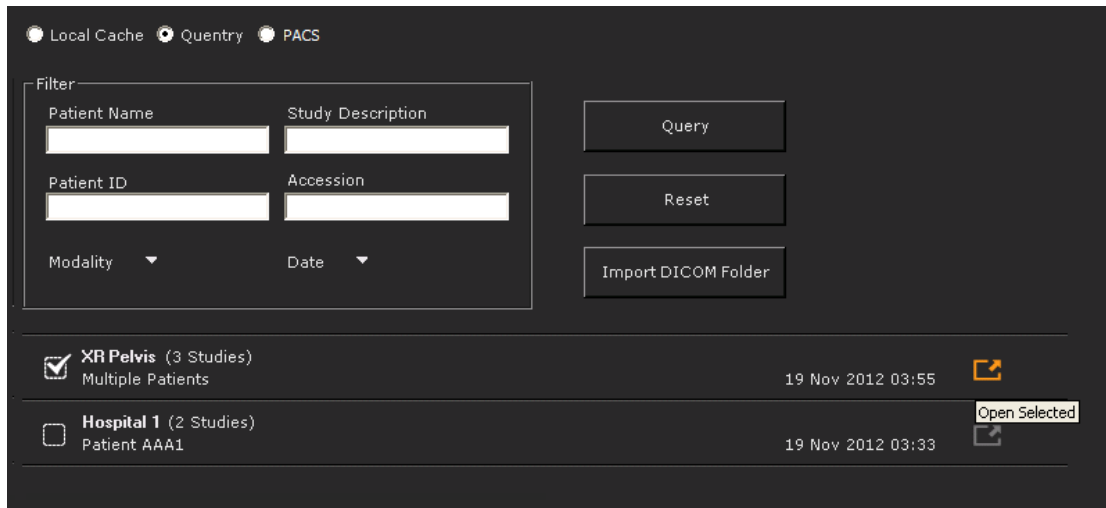 Local Cache Quentry PACS
Filter
Patient Name Study Description
Query
Patient ID Accession
Reset
Modality Date
Import DICOM Folder
XR Pelvis (3 Studies)
Multiple Patients 19 Nov 2012 03:55
Open Selected
Hospital 1 (2 Studies)
Patient AAA1 19 Nov 2012 03:33